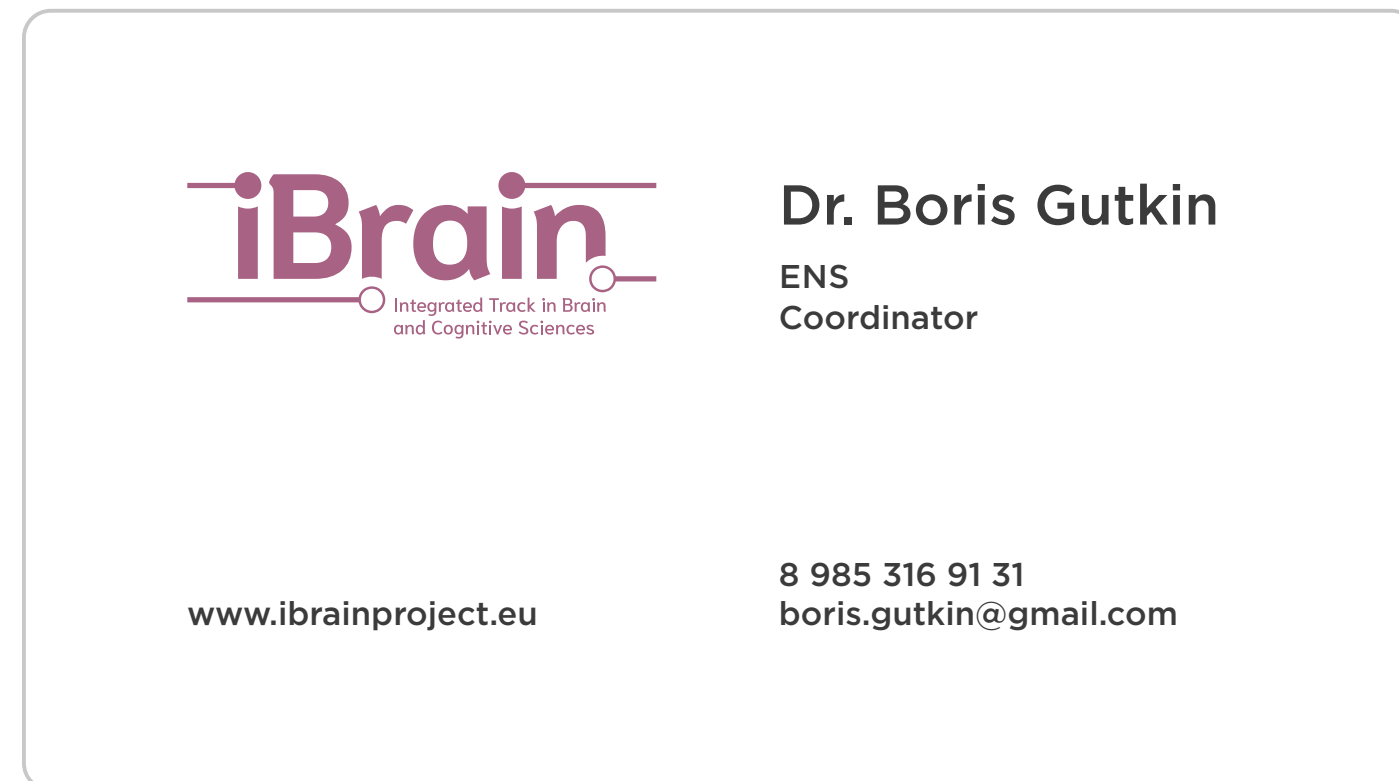 iBrain
Integrated Track in Brain
and Cognitive Sciences
Dr. Boris Gutkin
ENS
Coordinator
www.ibrainproject.eu
8 985 316 91 31
boris.gutkin@gmail.com